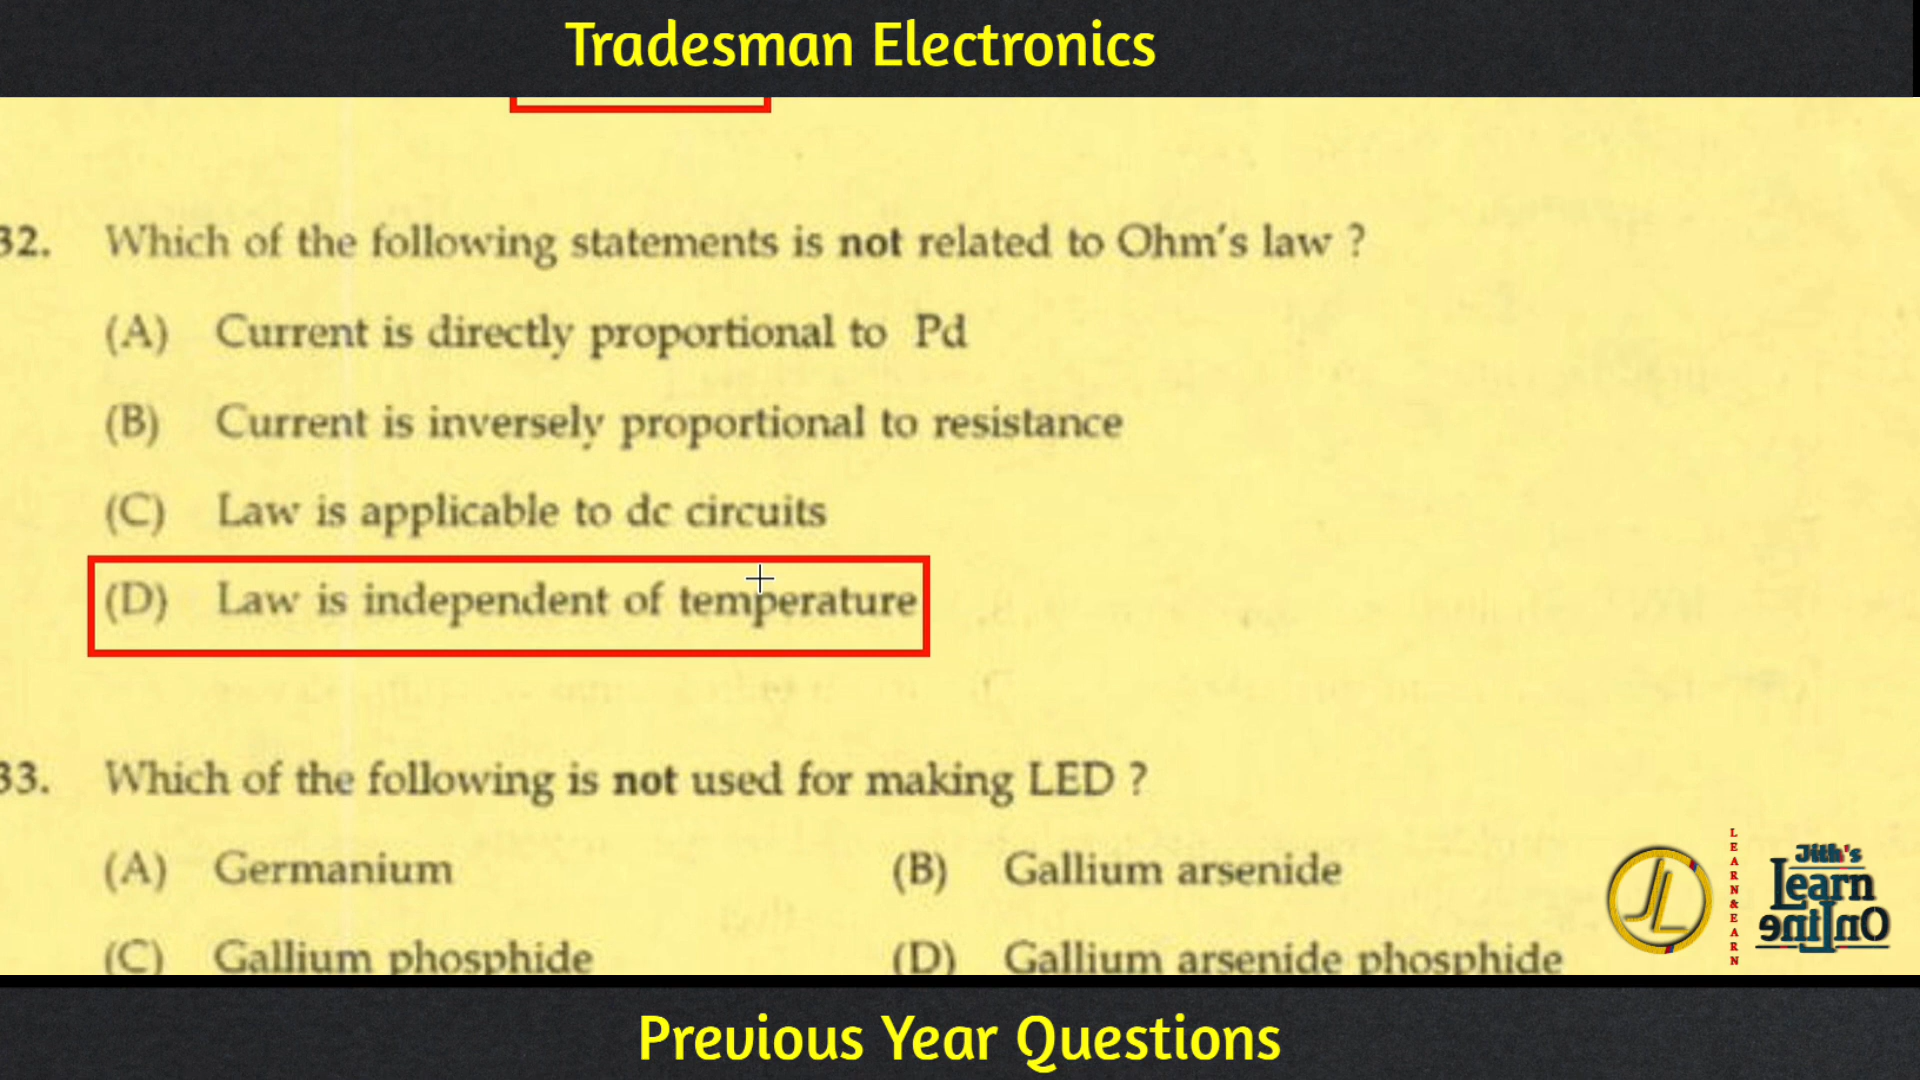 Tradesman Electronics
32. Which of the following statements is not related to Ohm's law ?
(A) Current is directly proportional to Pd
(B) Current is inversely proportional to resistance
(C) Law is applicable to dc circuits
(D) Law is independent of temperature
33. Which of the following is not used for making LED ?
(A) Germanium (B) Gallium arsenide
(C) Gallium phosphide (D) Gallium arsenide phosphide
JL
LEARN&EARN
Jith's
Learn
OnLine
Previous Year Questions